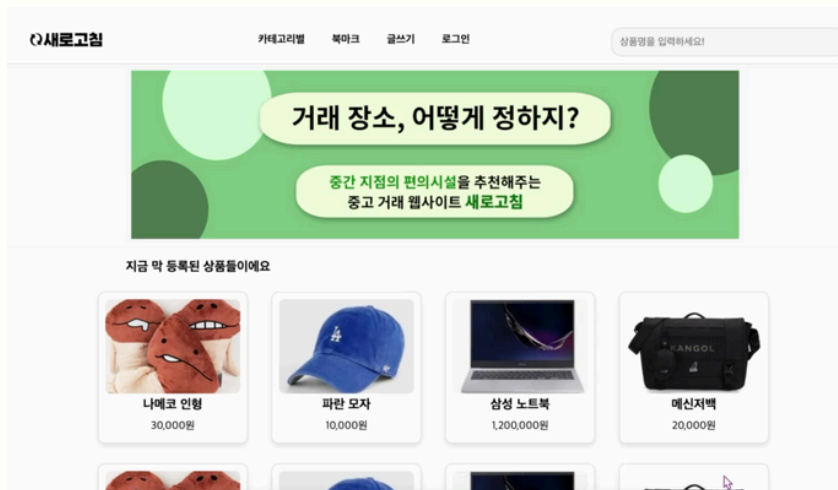 새로고침
카테고리별 북마크 글쓰기 로그인
상품명을 입력하세요!
거래 장소, 어떻게 정하지?
중간 지점의 편의시설을 추천해주는
중고 거래 웹사이트 새로고침
지금 막 등록된 상품들이에요
KANGOL
나메코 인형 파란 모자 삼성 노트북 메신저백
30,000원 10,000원 1,200,000원 20,000원